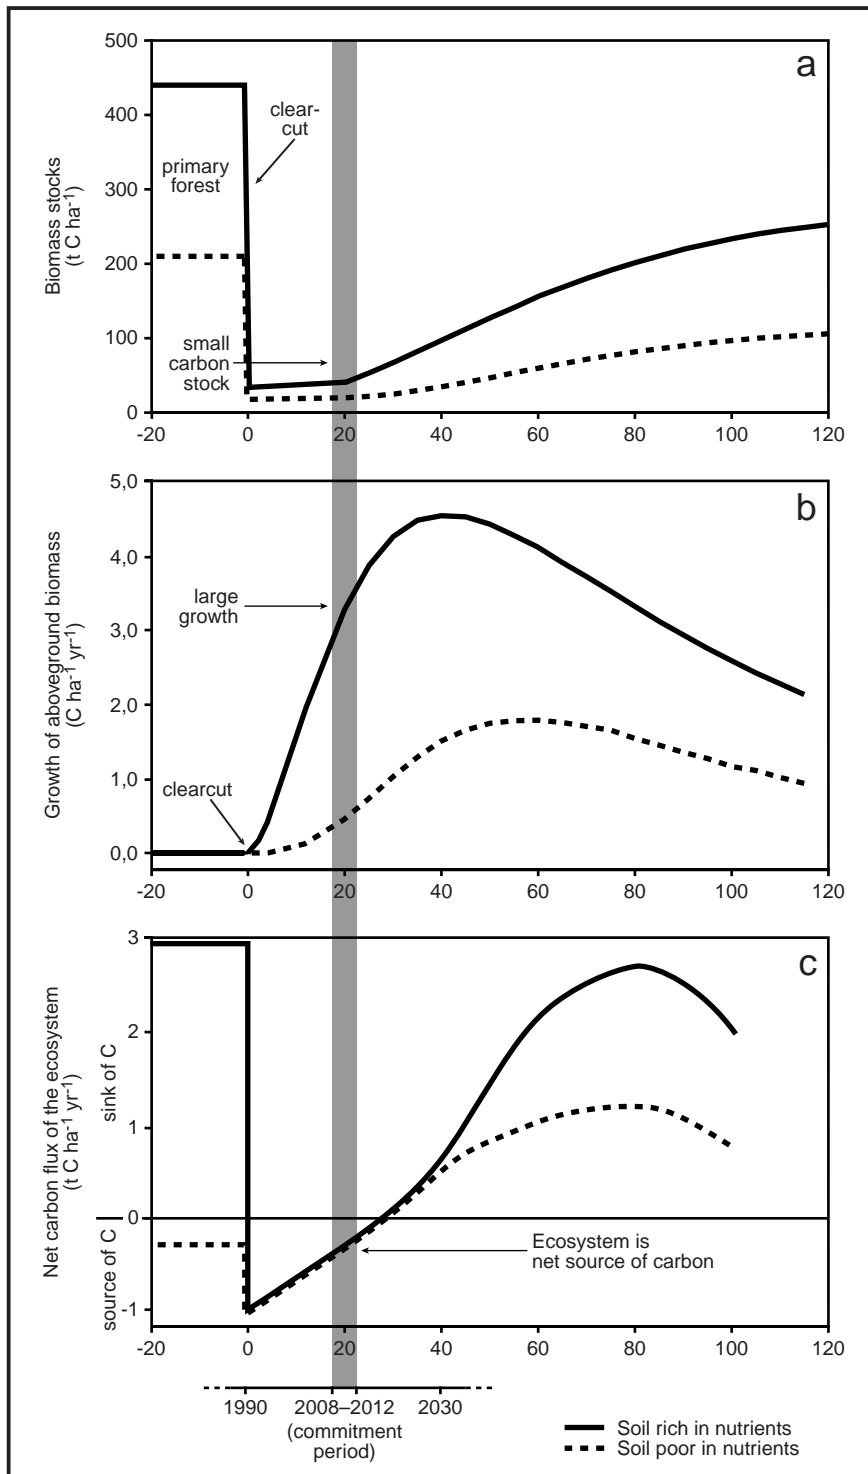 a
500
400
300
200
100
0
Biomass stocks
(t C ha-1)
clear-
cut
primary
forest
small
carbon
stock
-20 0 20 40 60 80 100 120
b
5,0
4,0
3,0
2,0
1,0
0,0
Growth of aboveground biomass
(C ha-1 yr-1)
large
growth
clearcut
-20 0 20 40 60 80 100 120
c
3
2
1
0
-1
Net carbon flux of the ecosystem
(t C ha-1 yr-1)
sink of C
source of C
Ecosystem is
net source of carbon
-20 0 20 40 60 80 100 120
1990 2008–2012 2030
(commitment
period)
Soil rich in nutrients
Soil poor in nutrients